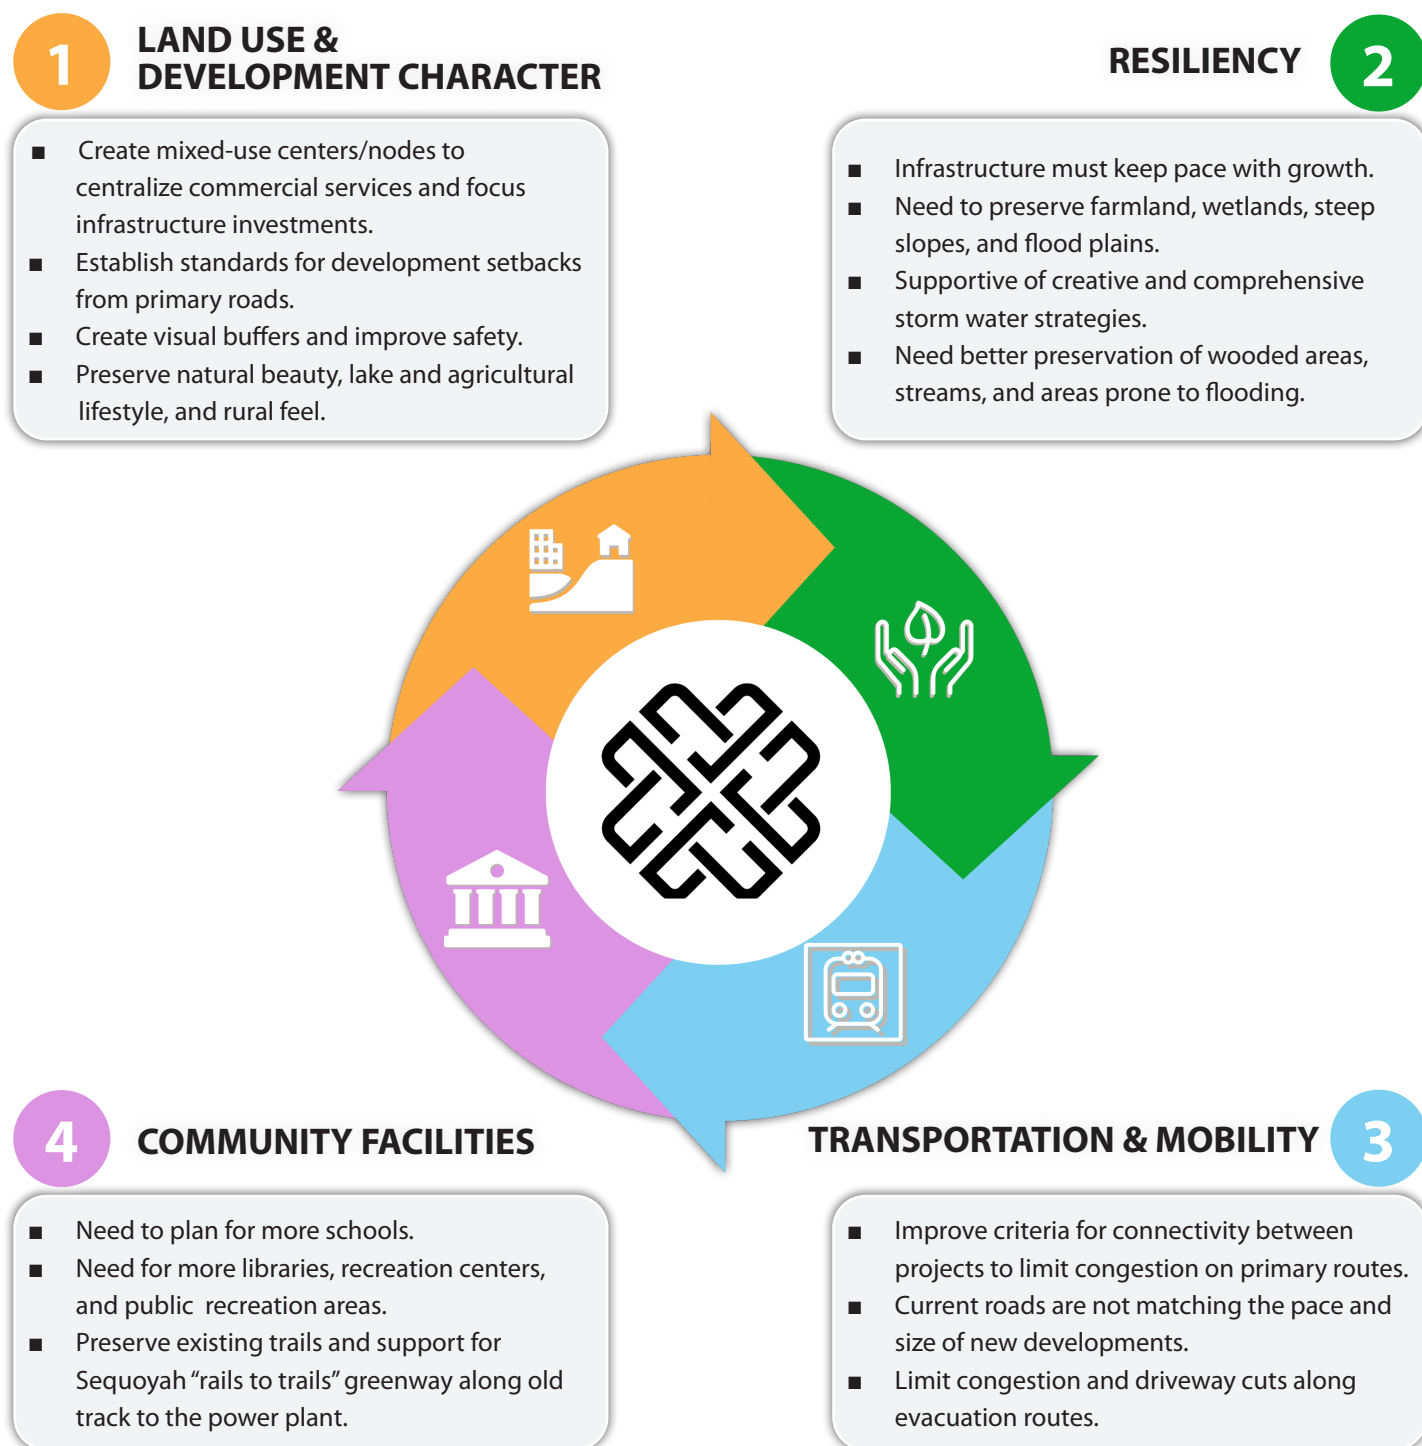 1
LAND USE &
DEVELOPMENT CHARACTER
■ Create mixed-use centers/nodes to
centralize commercial services and focus
infrastructure investments.
■ Establish standards for development setbacks
from primary roads.
■ Create visual buffers and improve safety.
■ Preserve natural beauty, lake and agricultural
lifestyle, and rural feel.
RESILIENCY
2
■ Infrastructure must keep pace with growth.
■ Need to preserve farmland, wetlands, steep
slopes, and flood plains.
■ Supportive of creative and comprehensive
storm water strategies.
■ Need better preservation of wooded areas,
streams, and areas prone to flooding.
4
COMMUNITY FACILITIES
■ Need to plan for more schools.
■ Need for more libraries, recreation centers,
and public recreation areas.
■ Preserve existing trails and support for
Sequoyah “rails to trails” greenway along old
track to the power plant.
TRANSPORTATION & MOBILITY
3
■ Improve criteria for connectivity between
projects to limit congestion on primary routes.
■ Current roads are not matching the pace and
size of new developments.
■ Limit congestion and driveway cuts along
evacuation routes.